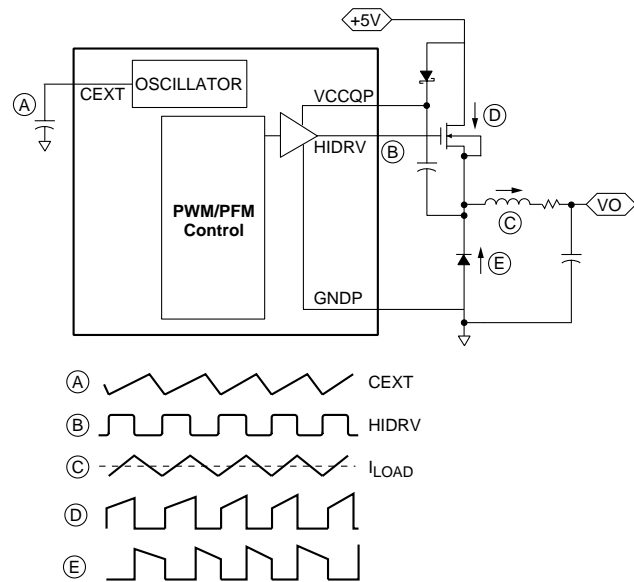 +5V
OSCILLATOR
A
CEXT
VCCQP
D
HIDRV
B
PWM/PFM
Control
C
VO
E
GNDP
A CEXT
B HIDRV
C ILOAD
D
E